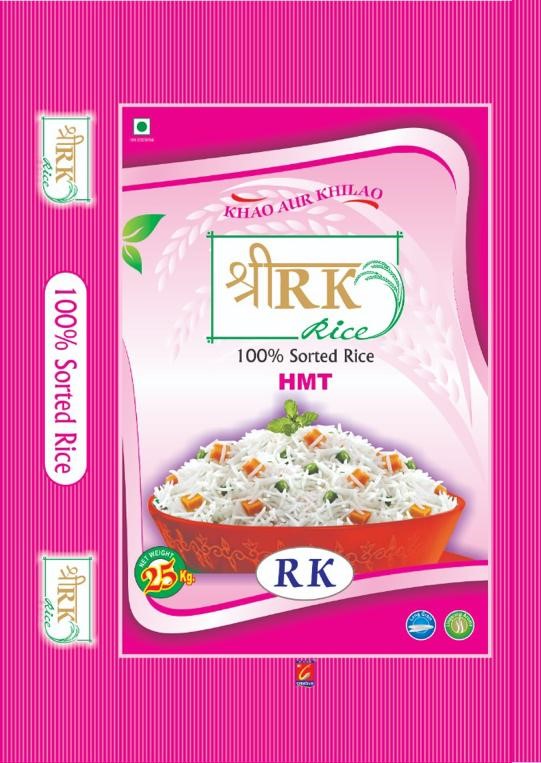 KHAO AUR KHILAO
श्रीRK
Rice
100% Sorted Rice
HMT
NET WEIGHT
25 Kg.
RK
श्रीRK
Rice
100% Sorted Rice
श्रीRK
Rice